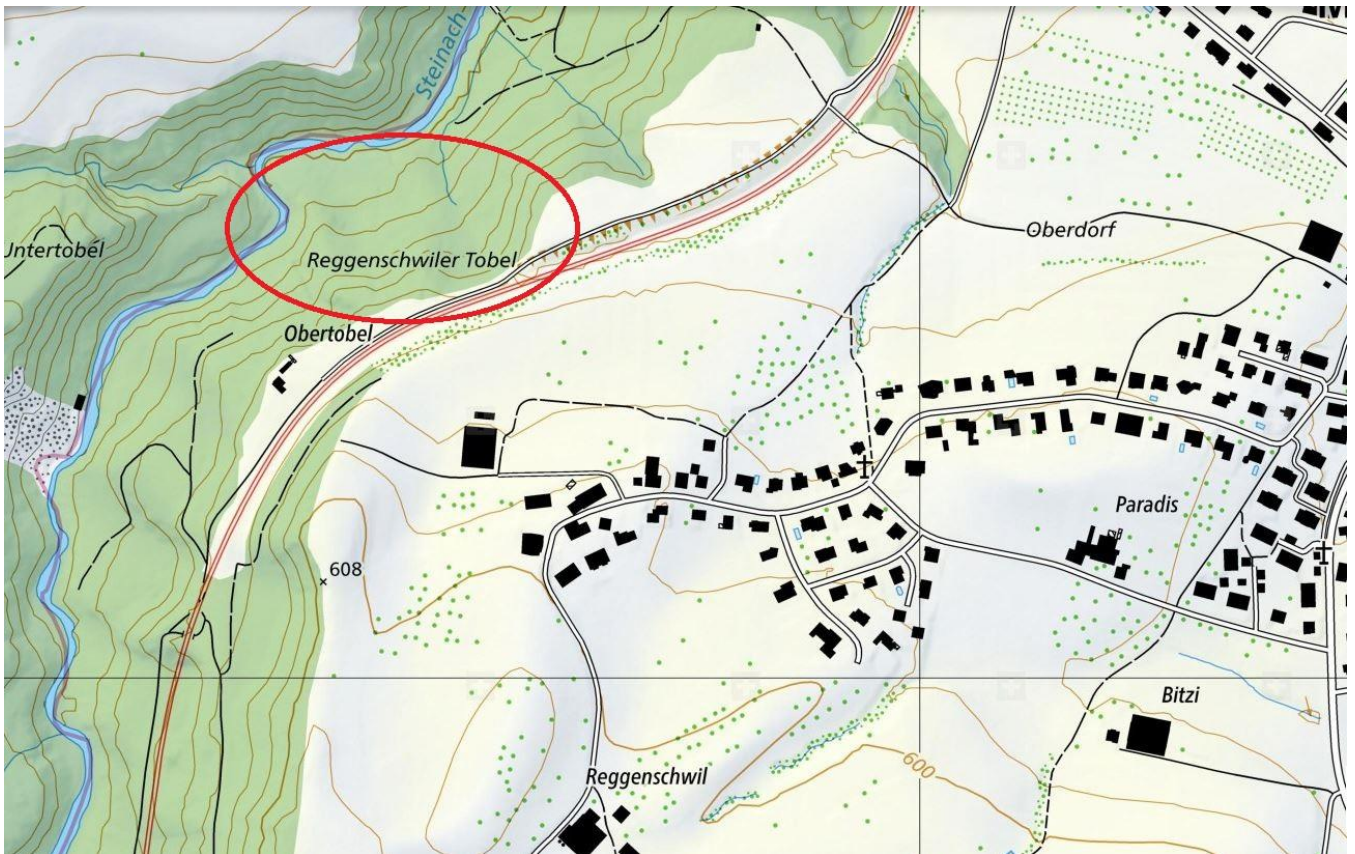 M
Steinach
Oberdorf
Untertobel
Reggenschwiler Tobel
Obertobel
Paradis
608
Bitzi
600
Reggenschwil